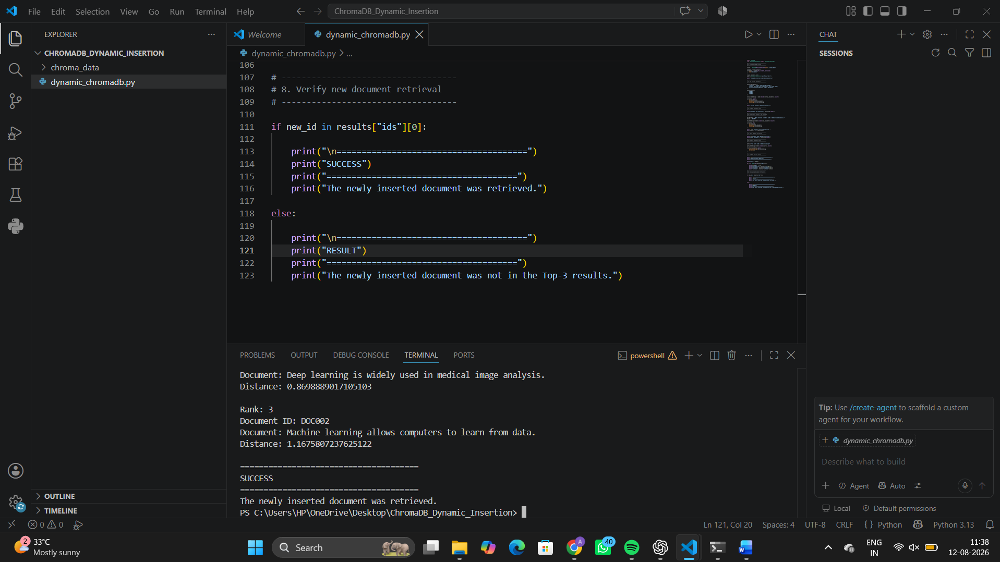 File Edit Selection View Go Run Terminal Help
ChromaDB_Dynamic_Insertion
EXPLORER
CHROMADB_DYNAMIC_INSERTION
chroma_data
dynamic_chromadb.py
OUTLINE
TIMELINE
Welcome
dynamic_chromadb.py
dynamic_chromadb.py > ...
106
107 # -----------------------------------
108 # 8. Verify new document retrieval
109 # -----------------------------------
110
111 if new_id in results["ids"][0]:
112
113 print("\n======================================")
114 print("SUCCESS")
115 print("======================================")
116 print("The newly inserted document was retrieved.")
117
118 else:
119
120 print("\n======================================")
121 print("RESULT")
122 print("======================================")
123 print("The newly inserted document was not in the Top-3 results.")
PROBLEMS OUTPUT DEBUG CONSOLE TERMINAL PORTS
powershell
Document: Deep learning is widely used in medical image analysis.
Distance: 0.8698889017105103
Rank: 3
Document ID: DOC002
Document: Machine learning allows computers to learn from data.
Distance: 1.1675807237625122
======================================
SUCCESS
======================================
The newly inserted document was retrieved.
PS C:\Users\HP\OneDrive\Desktop\ChromaDB_Dynamic_Insertion>
CHAT
SESSIONS
Tip: Use /create-agent to scaffold a custom
agent for your workflow.
dynamic_chromadb.py
Describe what to build
Agent Auto
Local Default permissions
0 0
Ln 121, Col 20 Spaces: 4 UTF-8 CRLF { } Python Python 3.13
2
33°C
Mostly sunny
Search
A
40
ENG
IN
11:38
12-08-2026